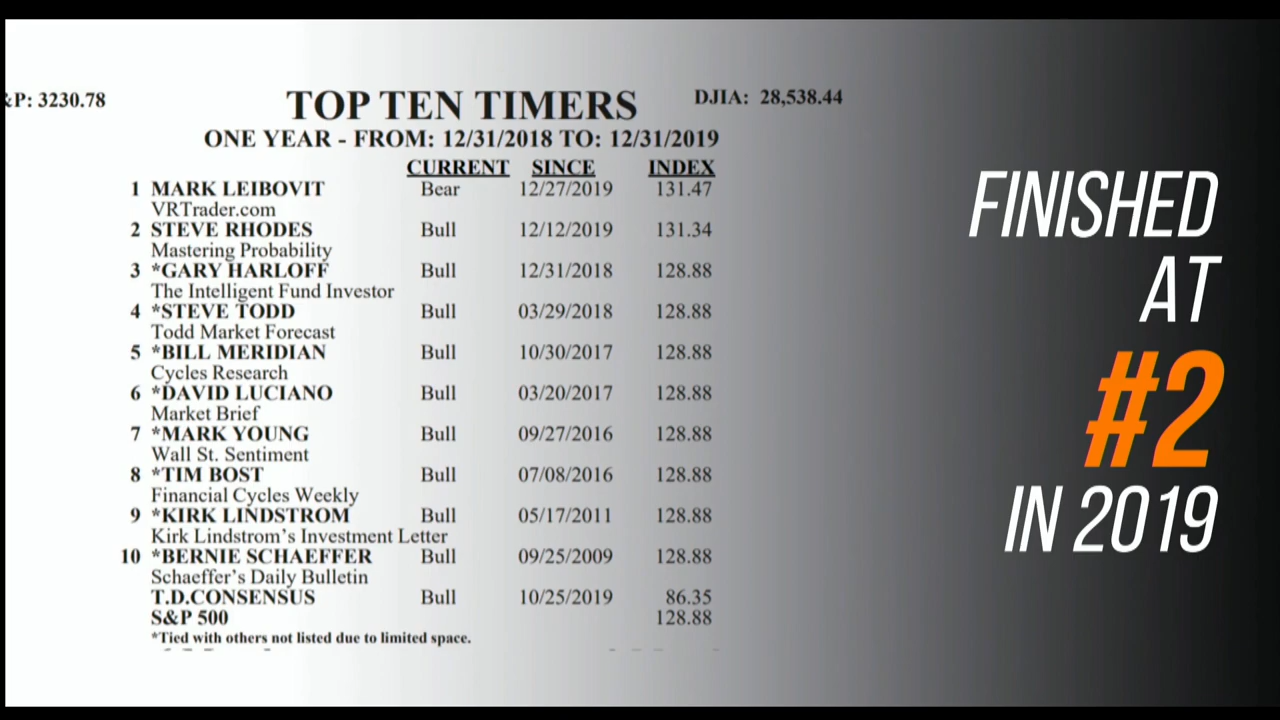 &P: 3230.78
TOP TEN TIMERS
DJIA: 28,538.44
ONE YEAR - FROM: 12/31/2018 TO: 12/31/2019
CURRENT SINCE INDEX
1 MARK LEIBOVIT Bear 12/27/2019 131.47
VRTrader.com
2 STEVE RHODES Bull 12/12/2019 131.34
Mastering Probability
3 *GARY HARLOFF Bull 12/31/2018 128.88
The Intelligent Fund Investor
4 *STEVE TODD Bull 03/29/2018 128.88
Todd Market Forecast
5 *BILL MERIDIAN Bull 10/30/2017 128.88
Cycles Research
6 *DAVID LUCIANO Bull 03/20/2017 128.88
Market Brief
7 *MARK YOUNG Bull 09/27/2016 128.88
Wall St. Sentiment
8 *TIM BOST Bull 07/08/2016 128.88
Financial Cycles Weekly
9 *KIRK LINDSTROM Bull 05/17/2011 128.88
Kirk Lindstrom's Investment Letter
10 *BERNIE SCHAEFFER Bull 09/25/2009 128.88
Schaeffer's Daily Bulletin
T.D.CONSENSUS Bull 10/25/2019 86.35
S&P 500 128.88
*Tied with others not listed due to limited space.
FINISHED
AT
#2
IN 2019